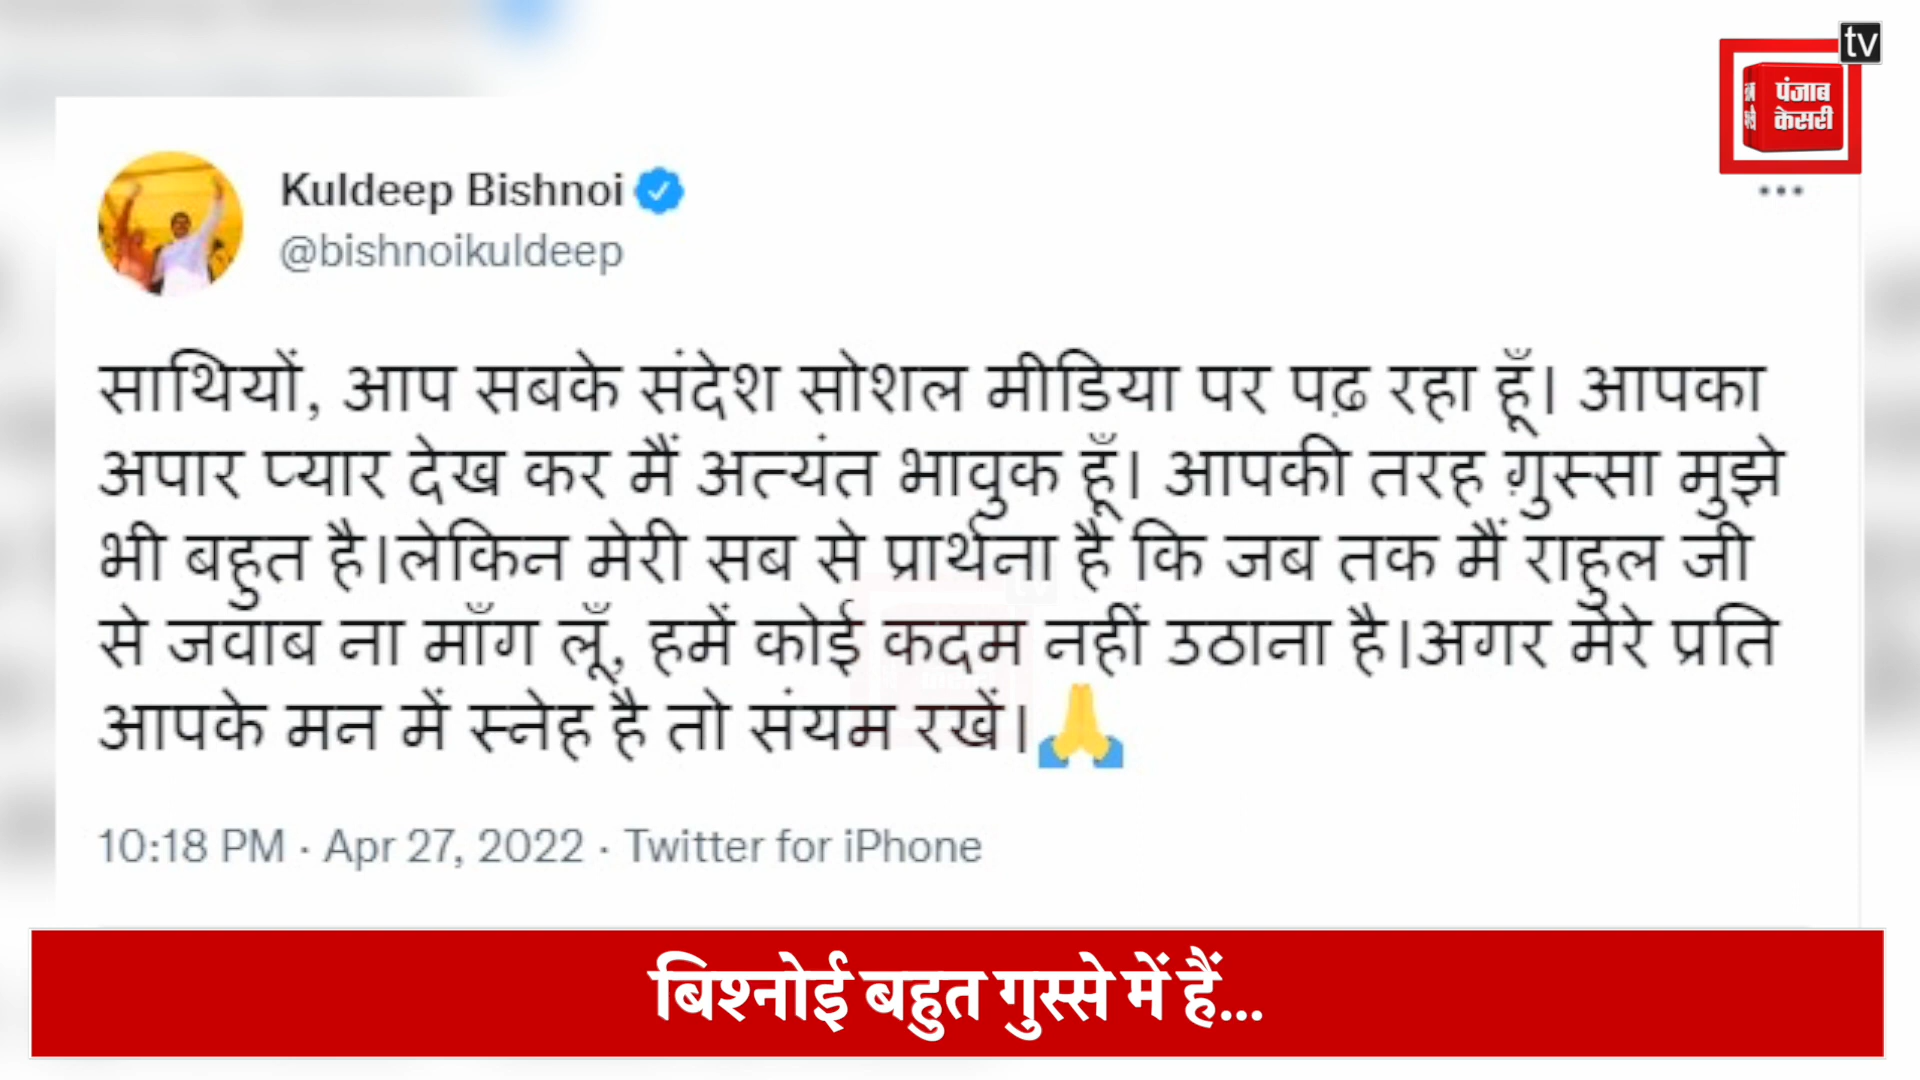 tv
पंजाब
केसरी
Kuldeep Bishnoi
@bishnoikuldeep
साथियों, आप सबके संदेश सोशल मीडिया पर पढ़ रहा हूँ। आपका
अपार प्यार देख कर मैं अत्यंत भावुक हूँ। आपकी तरह ग़ुस्सा मुझे
भी बहुत है।लेकिन मेरी सब से प्रार्थना है कि जब तक मैं राहुल जी
से जवाब ना माँग लूँ, हमें कोई कदम नहीं उठाना है।अगर मेरे प्रति
आपके मन में स्नेह है तो संयम रखें।🙏
10:18 PM · Apr 27, 2022 · Twitter for iPhone
बिश्नोई बहुत गुस्से में हैं...